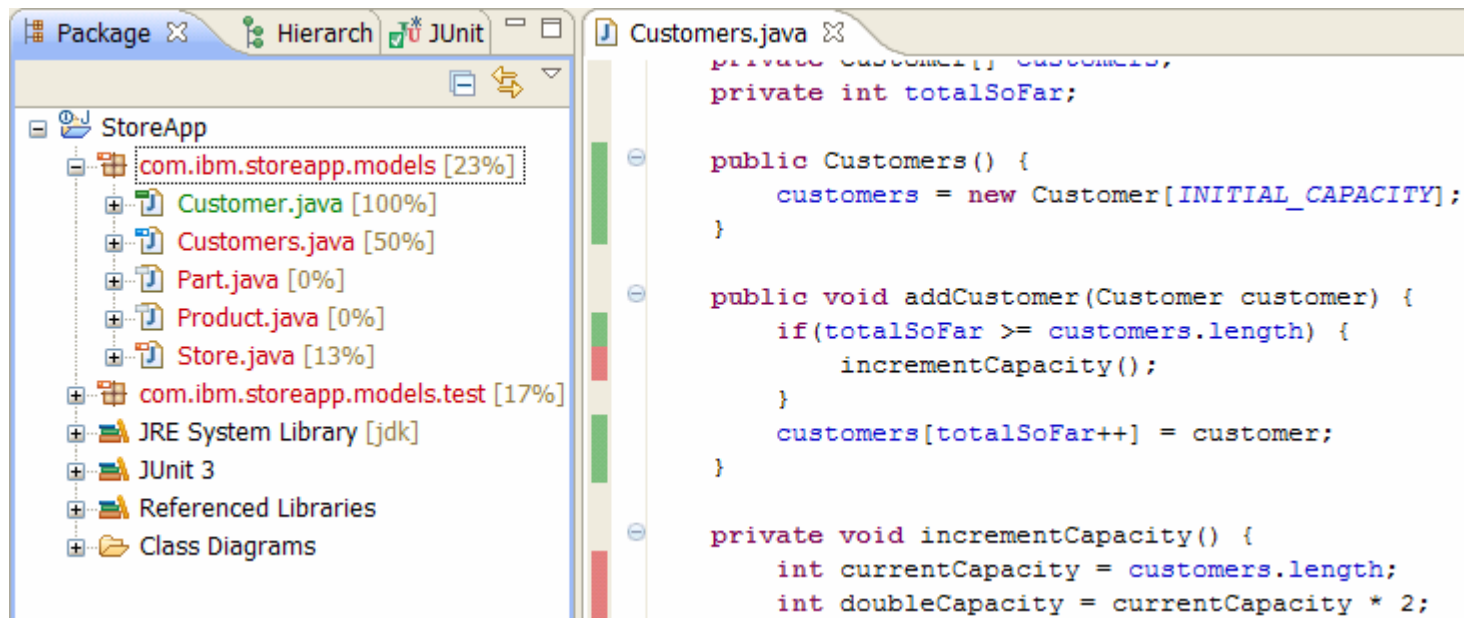 Package
Hierarch
JUnit
StoreApp
com.ibm.storeapp.models [23%]
Customer.java [100%]
Customers.java [50%]
Part.java [0%]
Product.java [0%]
Store.java [13%]
com.ibm.storeapp.models.test [17%]
JRE System Library [jdk]
JUnit 3
Referenced Libraries
Class Diagrams
Customers.java
private Customer[] customers;
private int totalSoFar;
public Customers() {
customers = new Customer[INITIAL_CAPACITY];
}
public void addCustomer(Customer customer) {
if(totalSoFar >= customers.length) {
incrementCapacity();
}
customers[totalSoFar++] = customer;
}
private void incrementCapacity() {
int currentCapacity = customers.length;
int doubleCapacity = currentCapacity * 2;